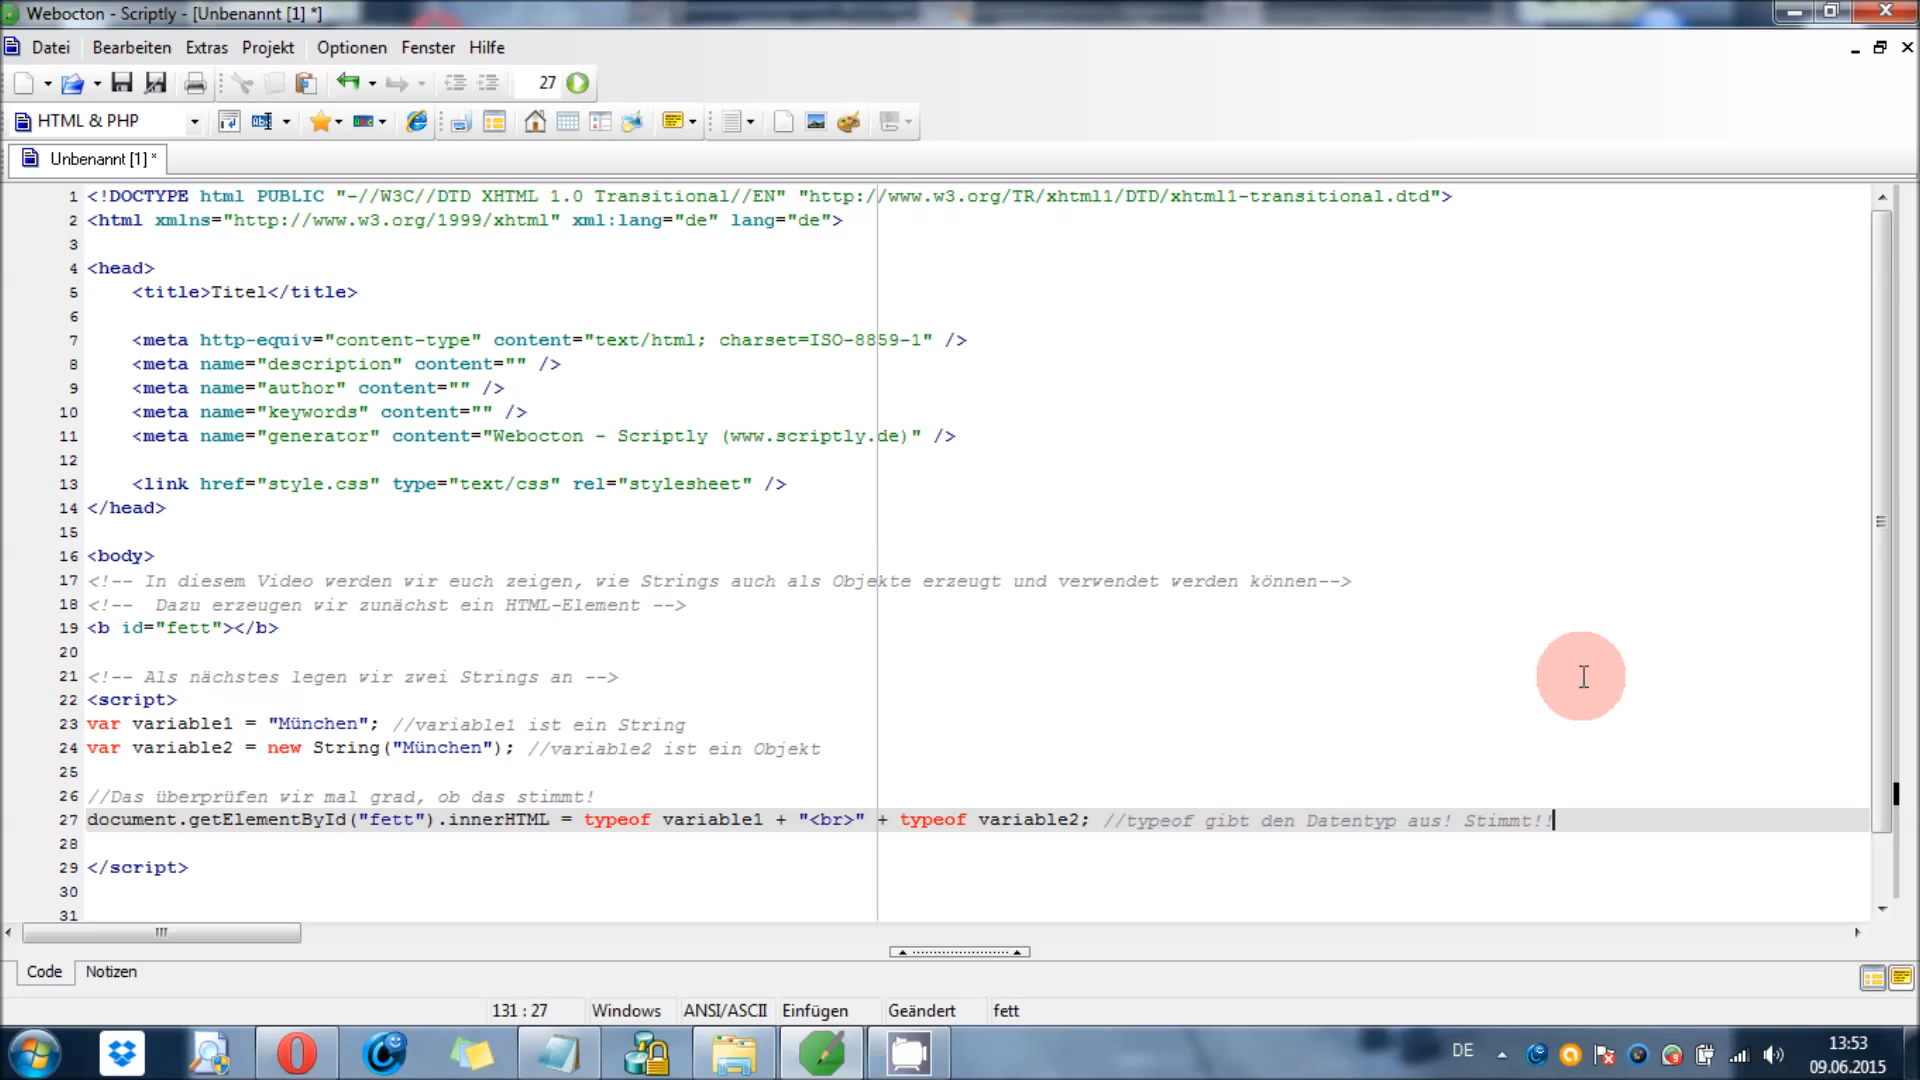 Webocton - Scriptly - [Unbenannt [1] *]
Datei Bearbeiten Extras Projekt Optionen Fenster Hilfe
27
HTML & PHP
Unbenannt [1] *
1 <!DOCTYPE html PUBLIC "-//W3C//DTD XHTML 1.0 Transitional//EN" "http://www.w3.org/TR/xhtml1/DTD/xhtml1-transitional.dtd">
2 <html xmlns="http://www.w3.org/1999/xhtml" xml:lang="de" lang="de">
3
4 <head>
5 <title>Titel</title>
6
7 <meta http-equiv="content-type" content="text/html; charset=ISO-8859-1" />
8 <meta name="description" content="" />
9 <meta name="author" content="" />
10 <meta name="keywords" content="" />
11 <meta name="generator" content="Webocton - Scriptly (www.scriptly.de)" />
12
13 <link href="style.css" type="text/css" rel="stylesheet" />
14 </head>
15
16 <body>
17 <!-- In diesem Video werden wir euch zeigen, wie Strings auch als Objekte erzeugt und verwendet werden können-->
18 <!-- Dazu erzeugen wir zunächst ein HTML-Element -->
19 <b id="fett"></b>
20
21 <!-- Als nächstes legen wir zwei Strings an -->
22 <script>
23 var variable1 = "München"; //variable1 ist ein String
24 var variable2 = new String("München"); //variable2 ist ein Objekt
25
26 //Das überprüfen wir mal grad, ob das stimmt!
27 document.getElementById("fett").innerHTML = typeof variable1 + "<br>" + typeof variable2; //typeof gibt den Datentyp aus! Stimmt!!
28
29 </script>
30
31
Code Notizen
131 : 27 Windows ANSI/ASCII Einfügen Geändert fett
DE
13:53
09.06.2015